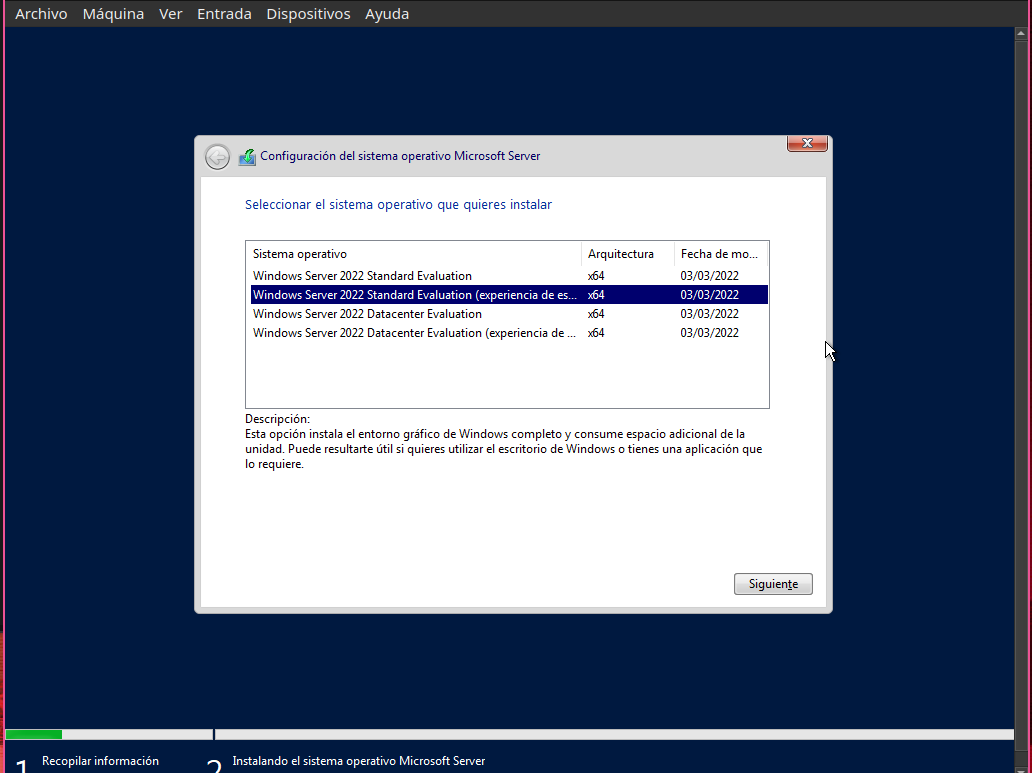 Archivo Máquina Ver Entrada Dispositivos Ayuda
Configuración del sistema operativo Microsoft Server
Seleccionar el sistema operativo que quieres instalar
Sistema operativo Arquitectura Fecha de mo...
Windows Server 2022 Standard Evaluation x64 03/03/2022
Windows Server 2022 Standard Evaluation (experiencia de es... x64 03/03/2022
Windows Server 2022 Datacenter Evaluation x64 03/03/2022
Windows Server 2022 Datacenter Evaluation (experiencia de ... x64 03/03/2022
Descripción:
Esta opción instala el entorno gráfico de Windows completo y consume espacio adicional de la
unidad. Puede resultarte útil si quieres utilizar el escritorio de Windows o tienes una aplicación que
lo requiere.
Siguiente
1 Recopilar información 2 Instalando el sistema operativo Microsoft Server